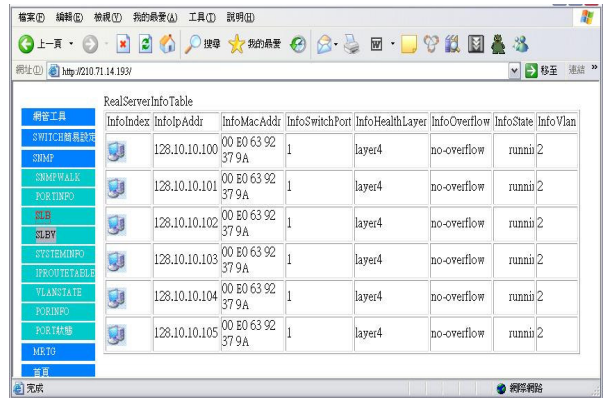 檔案(F) 編輯(E) 檢視(V) 我的最愛(A) 工具(T) 說明(H)
上一頁 搜尋 我的最愛
網址(D) http://210.71.14.193/ 移至 連結 »
網管工具
SWITCH簡易設定
SNMP
SNMPWALK
PORTINFO
SLB
SLBV
SYSTEMINFO
IPROUTETABLE
VLANSTATE
PORINFO
PORT狀態
MRTG
首頁
RealServerInfoTable
InfoIndex InfoIpAddr InfoMacAddr InfoSwitchPort InfoHealthLayer InfoOverflow InfoState InfoVlan
128.10.10.100 00 E0 63 92 37 9A 1 layer4 no-overflow runnin 2
128.10.10.101 00 E0 63 92 37 9A 1 layer4 no-overflow runnin 2
128.10.10.102 00 E0 63 92 37 9A 1 layer4 no-overflow runnin 2
128.10.10.103 00 E0 63 92 37 9A 1 layer4 no-overflow runnin 2
128.10.10.104 00 E0 63 92 37 9A 1 layer4 no-overflow runnin 2
128.10.10.105 00 E0 63 92 37 9A 1 layer4 no-overflow runnin 2
完成 網際網路